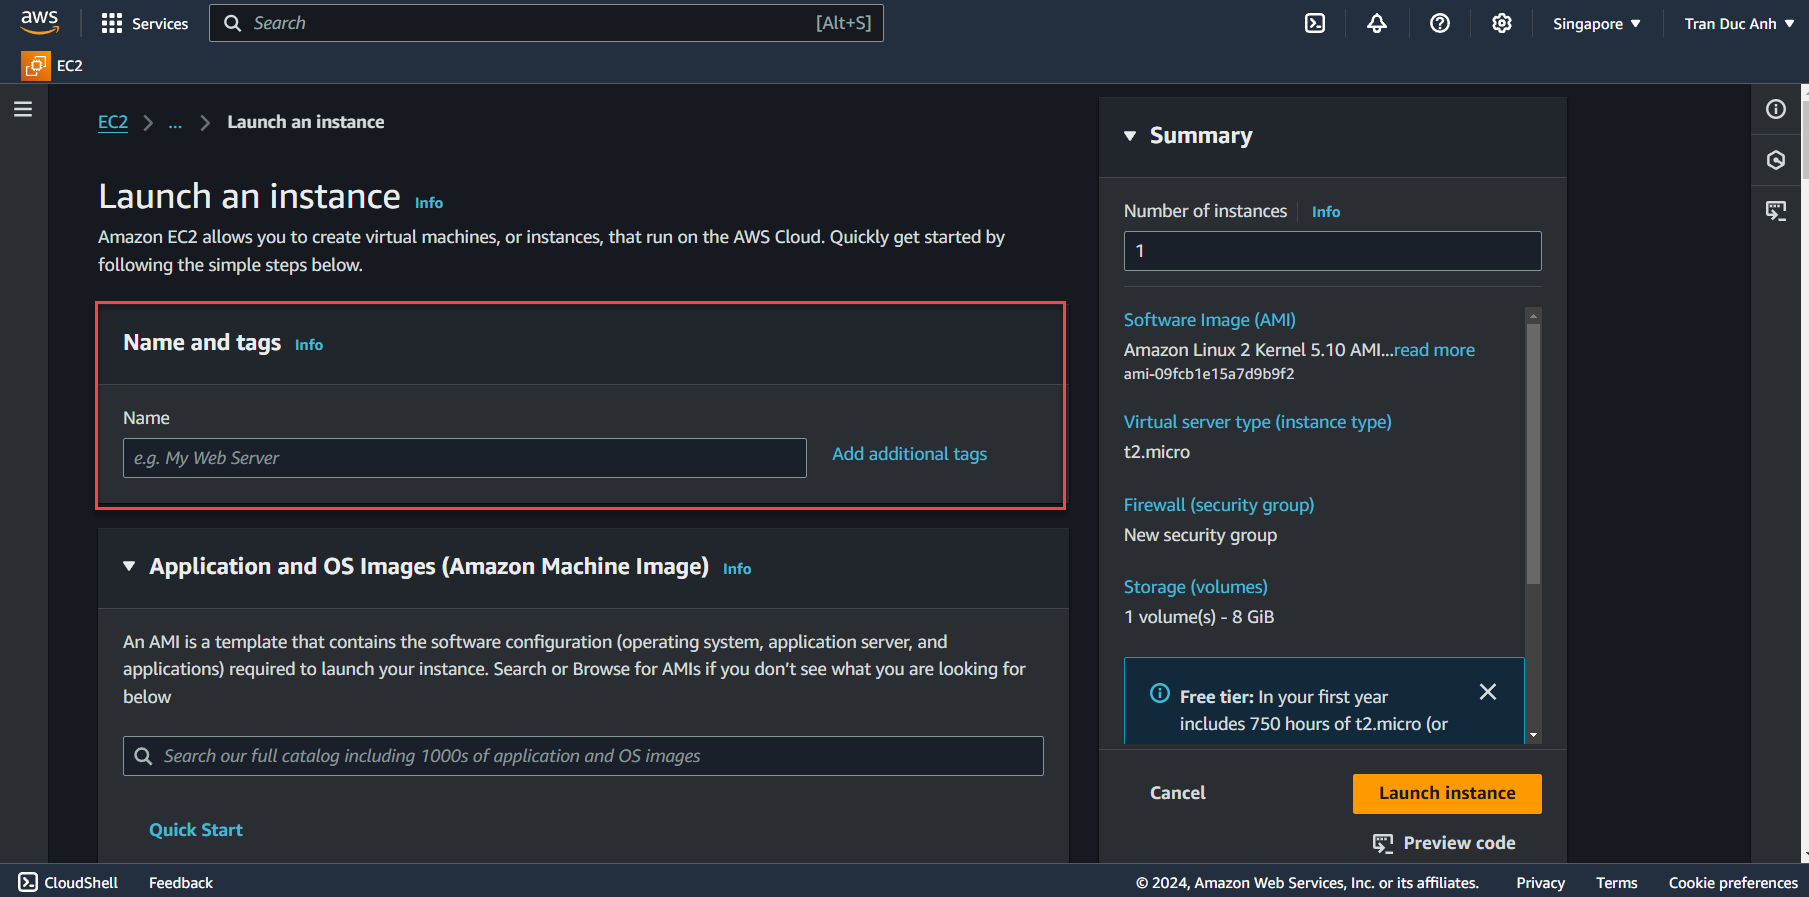 aws
Services
Search
[Alt+S]
Singapore
Tran Duc Anh
EC2
EC2
...
Launch an instance
Launch an instance
Info
Amazon EC2 allows you to create virtual machines, or instances, that run on the AWS Cloud. Quickly get started by
following the simple steps below.
Name and tags
Info
Name
e.g. My Web Server
Add additional tags
Application and OS Images (Amazon Machine Image)
Info
An AMI is a template that contains the software configuration (operating system, application server, and
applications) required to launch your instance. Search or Browse for AMIs if you don’t see what you are looking for
below
Search our full catalog including 1000s of application and OS images
Quick Start
Summary
Number of instances
Info
1
Software Image (AMI)
Amazon Linux 2 Kernel 5.10 AMI...read more
ami-09fcb1e15a7d9b9f2
Virtual server type (instance type)
t2.micro
Firewall (security group)
New security group
Storage (volumes)
1 volume(s) - 8 GiB
Free tier: In your first year
includes 750 hours of t2.micro (or
Cancel
Launch instance
Preview code
CloudShell
Feedback
© 2024, Amazon Web Services, Inc. or its affiliates.
Privacy
Terms
Cookie preferences